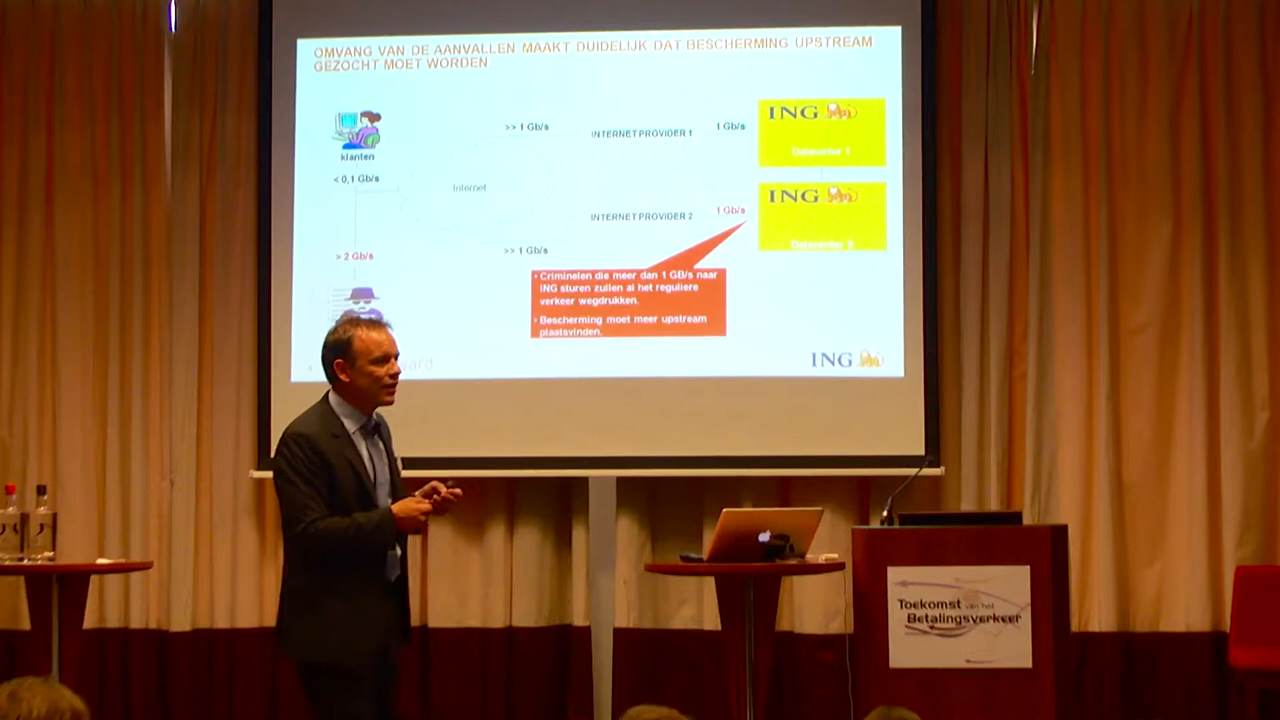 OMVANG VAN DE AANVALLEN MAAKT DUIDELIJK DAT BESCHERMING UPSTREAM
GEZOCHT MOET WORDEN
klanten
< 0,1 Gb/s
> 2 Gb/s
Internet
>> 1 Gb/s
>> 1 Gb/s
INTERNET PROVIDER 1
1 Gb/s
INTERNET PROVIDER 2
1 Gb/s
ING
Datacenter 1
ING
Datacenter 2
• Criminelen die meer dan 1 GB/s naar
ING sturen zullen al het reguliere
verkeer wegdrukken.
• Bescherming moet meer upstream
plaatsvinden.
ING
Toekomst van het
Betalingsverkeer